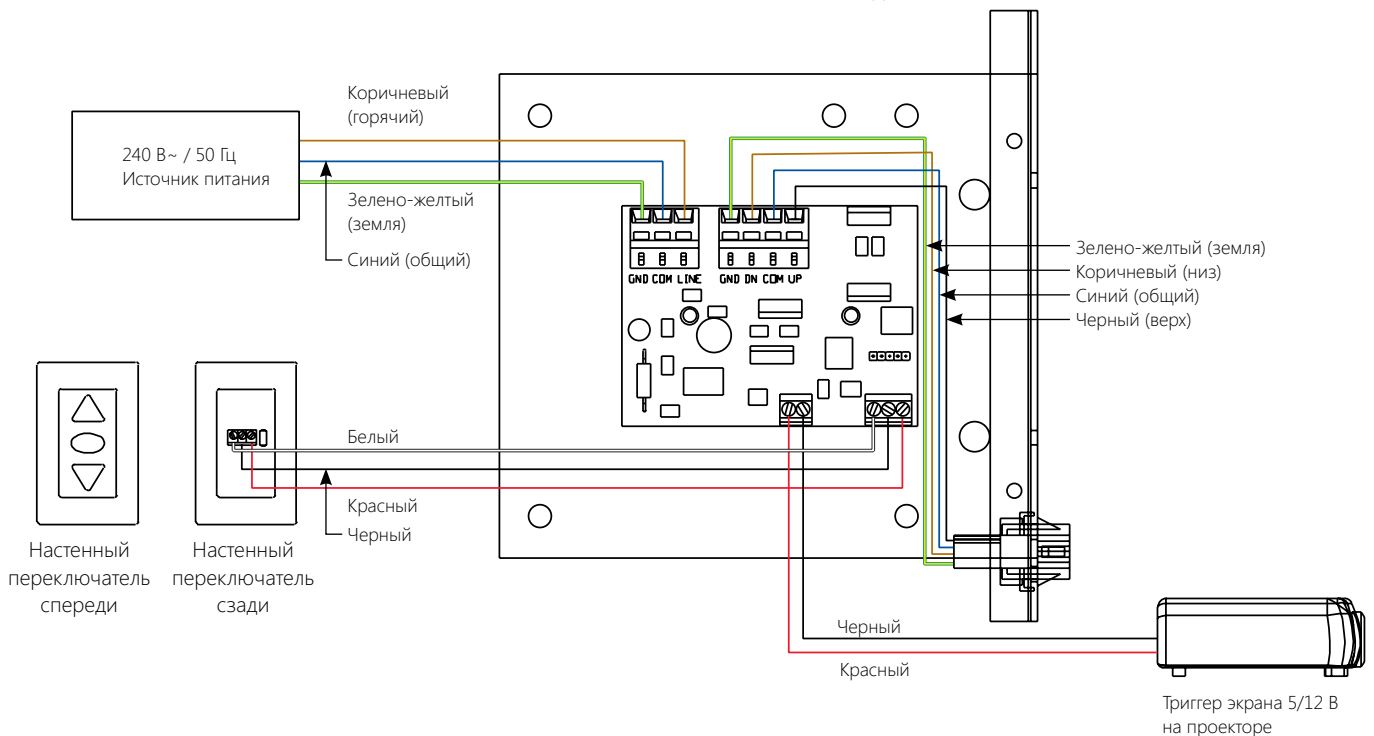 Коричневый
(горячий)
240 В~ / 50 Гц
Источник питания
Зелено-желтый
(земля)
Синий (общий)
GND COM LINE
GND DN COM UP
Зелено-желтый (земля)
Коричневый (низ)
Синий (общий)
Черный (верх)
Белый
Красный
Черный
Настенный
переключатель
спереди
Настенный
переключатель
сзади
Черный
Красный
Триггер экрана 5/12 В
на проекторе